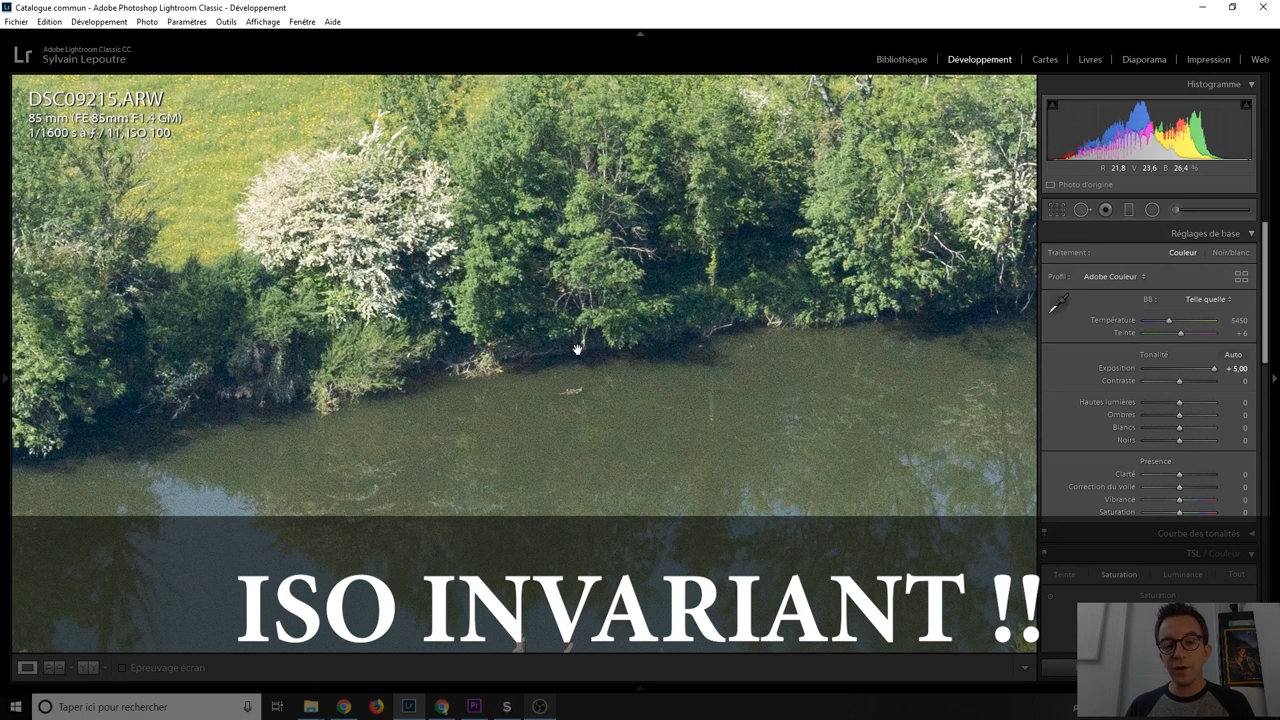 Catalogue commun - Adobe Photoshop Lightroom Classic - Développement
Fichier Edition Développement Photo Paramètres Outils Affichage Fenêtre Aide
Lr Adobe Lightroom Classic CC
Sylvain Lepoutre
Bibliothèque | Développement | Cartes | Livres | Diaporama | Impression | Web
DSC09215.ARW
85 mm (FE 85mm F1.4 GM)
1/1600 s à ƒ / 11, ISO 100
Histogramme
R 21,8 V 23,6 B 26,4 %
Photo d'origine
Réglages de base
Traitement : Couleur Noir/blanc
Profil : Adobe Couleur
BB : Telle quelle
Température 5450
Teinte + 6
Tonalité Auto
Exposition + 5,00
Contraste 0
Hautes lumières 0
Ombres 0
Blancs 0
Noirs 0
Présence
Clarté 0
Correction du voile 0
Vibrance 0
Saturation 0
Courbe des tonalités
TSL / Couleur
Teinte Saturation Luminance Tout
Saturation
ISO INVARIANT !!
Epreuvage écran
Taper ici pour rechercher
Lr Pr S